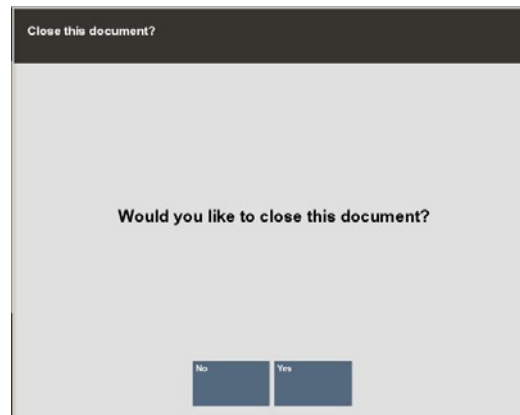 Close this document?
Would you like to close this document?
No Yes